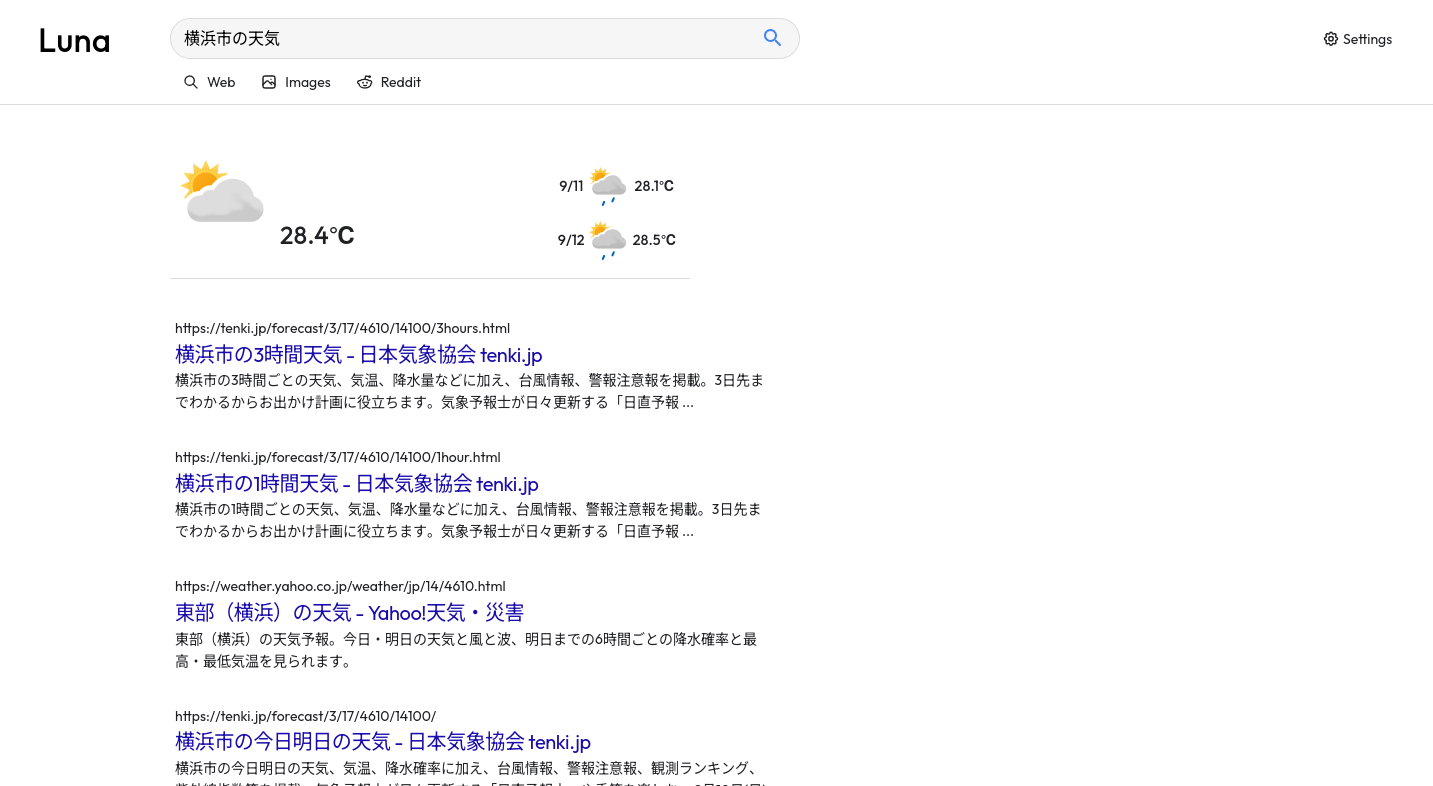 Luna
横浜市の天気
Settings
Web
Images
Reddit
28.4℃
9/11 28.1℃
9/12 28.5℃
https://tenki.jp/forecast/3/17/4610/14100/3hours.html
横浜市の3時間天気 - 日本気象協会 tenki.jp
横浜市の3時間ごとの天気、気温、降水量などに加え、台風情報、警報注意報を掲載。3日先ま
でわかるからお出かけ計画に役立ちます。気象予報士が日々更新する「日直予報 ...
https://tenki.jp/forecast/3/17/4610/14100/1hour.html
横浜市の1時間天気 - 日本気象協会 tenki.jp
横浜市の1時間ごとの天気、気温、降水量などに加え、台風情報、警報注意報を掲載。3日先ま
でわかるからお出かけ計画に役立ちます。気象予報士が日々更新する「日直予報 ...
https://weather.yahoo.co.jp/weather/jp/14/4610.html
東部（横浜）の天気 - Yahoo!天気・災害
東部（横浜）の天気予報。今日・明日の天気と風と波、明日までの6時間ごとの降水確率と最
高・最低気温を見られます。
https://tenki.jp/forecast/3/17/4610/14100/
横浜市の今日明日の天気 - 日本気象協会 tenki.jp
横浜市の今日明日の天気、気温、降水確率に加え、台風情報、警報注意報、観測ランキング、